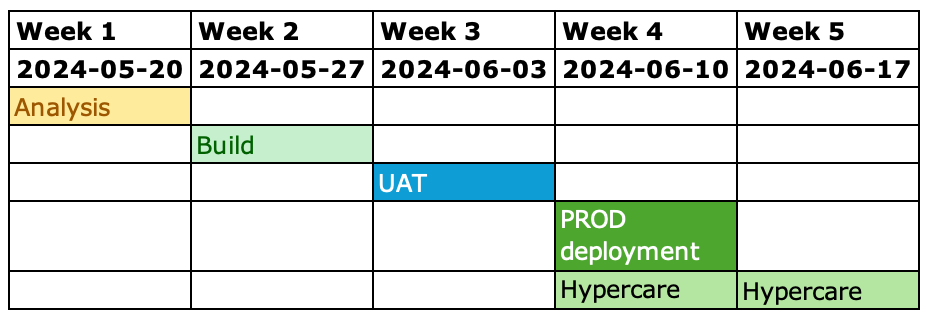 Week 1 Week 2 Week 3 Week 4 Week 5
2024-05-20 2024-05-27 2024-06-03 2024-06-10 2024-06-17
Analysis
Build
UAT
PROD
deployment
Hypercare Hypercare